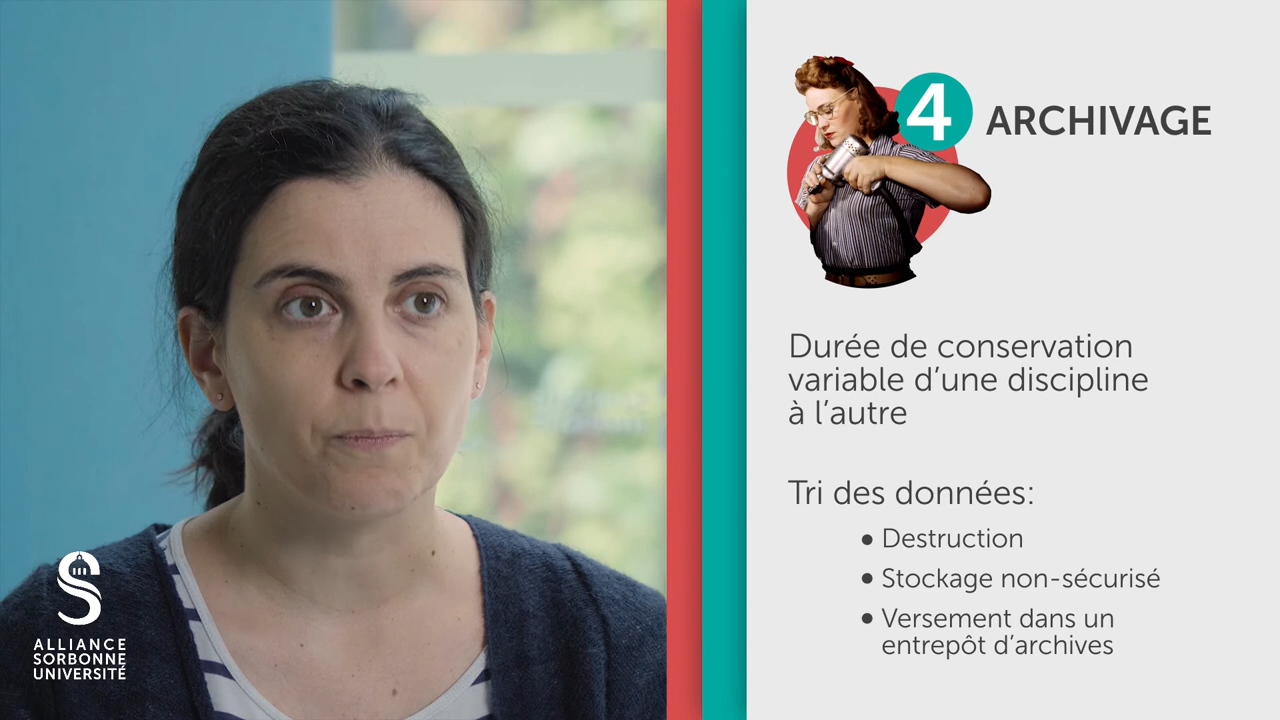 4 ARCHIVAGE
Durée de conservation
variable d’une discipline
à l’autre
Tri des données:
● Destruction
● Stockage non-sécurisé
● Versement dans un
entrepôt d’archives
ALLIANCE
SORBONNE
UNIVERSITÉ